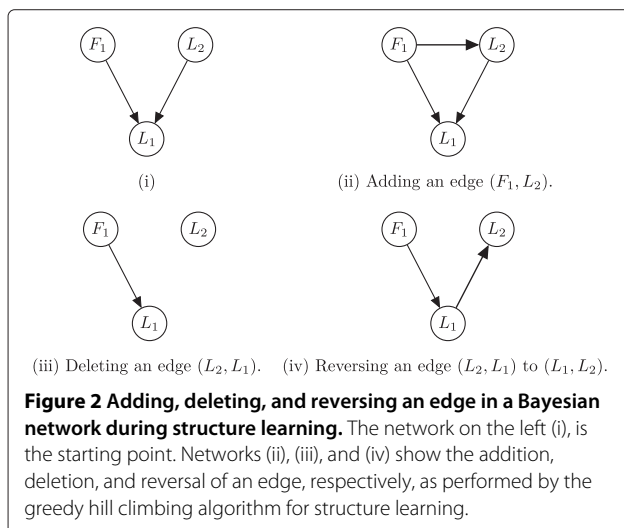 F1 L2
L1
(i)
F1 L2
L1
(ii) Adding an edge (F1, L2).
F1 L2
L1
(iii) Deleting an edge (L2, L1).
F1 L2
L1
(iv) Reversing an edge (L2, L1) to (L1, L2).
Figure 2 Adding, deleting, and reversing an edge in a Bayesian
network during structure learning. The network on the left (i), is
the starting point. Networks (ii), (iii), and (iv) show the addition,
deletion, and reversal of an edge, respectively, as performed by the
greedy hill climbing algorithm for structure learning.